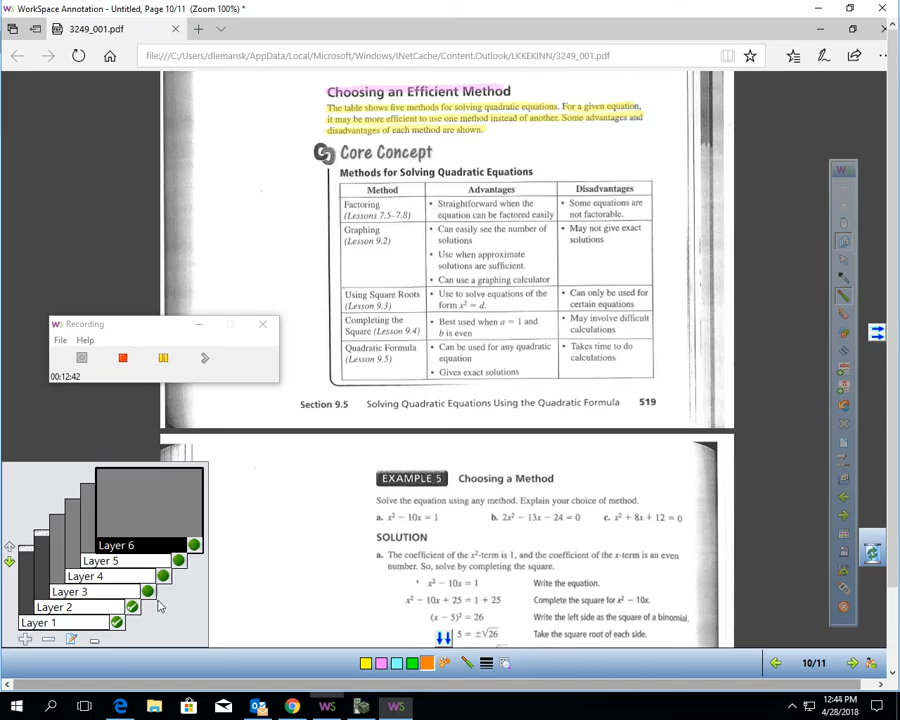 WorkSpace Annotation - Untitled, Page 10/11 (Zoom 100%) *
3249_001.pdf
file:///C:/Users/dlemansk/AppData/Local/Microsoft/Windows/INetCache/Content.Outlook/LKKEKINN/3249_001.pdf
Choosing an Efficient Method
The table shows five methods for solving quadratic equations. For a given equation,
it may be more efficient to use one method instead of another. Some advantages and
disadvantages of each method are shown.
Core Concept
Methods for Solving Quadratic Equations
Method Advantages Disadvantages
Factoring • Straightforward when the • Some equations are
(Lessons 7.5–7.8) equation can be factored easily not factorable.
Graphing • Can easily see the number of • May not give exact
(Lesson 9.2) solutions solutions
• Use when approximate
solutions are sufficient.
• Can use a graphing calculator
Using Square Roots • Use to solve equations of the • Can only be used for
(Lesson 9.3) form x² = d. certain equations
Completing the • Best used when a = 1 and • May involve difficult
Square (Lesson 9.4) b is even calculations
Quadratic Formula • Can be used for any quadratic • Takes time to do
(Lesson 9.5) equation calculations
• Gives exact solutions
Section 9.5 Solving Quadratic Equations Using the Quadratic Formula 519
WS Recording
File Help
00:12:42
EXAMPLE 5 Choosing a Method
Solve the equation using any method. Explain your choice of method.
a. x² − 10x = 1 b. 2x² − 13x − 24 = 0 c. x² + 8x + 12 = 0
SOLUTION
a. The coefficient of the x²-term is 1, and the coefficient of the x-term is an even
number. So, solve by completing the square.
x² − 10x = 1 Write the equation.
x² − 10x + 25 = 1 + 25 Complete the square for x² − 10x.
(x − 5)² = 26 Write the left side as the square of a binomial.
5 = ±√26 Take the square root of each side.
Layer 6
Layer 5
Layer 4
Layer 3
Layer 2
Layer 1
10/11
12:44 PM
4/28/2018